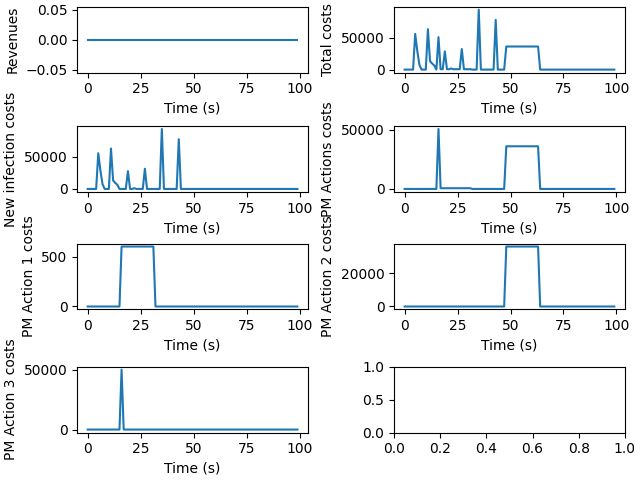 Revenues
0.05
0.00
−0.05
0 25 50 75 100
Time (s)
Total costs
50000
0
0 25 50 75 100
Time (s)
New infection costs
50000
0
0 25 50 75 100
Time (s)
PM Actions costs
50000
0
0 25 50 75 100
Time (s)
PM Action 1 costs
500
0
0 25 50 75 100
Time (s)
PM Action 2 costs
20000
0
0 25 50 75 100
Time (s)
PM Action 3 costs
50000
0
0 25 50 75 100
Time (s)
1.0
0.5
0.0
0.0 0.2 0.4 0.6 0.8 1.0